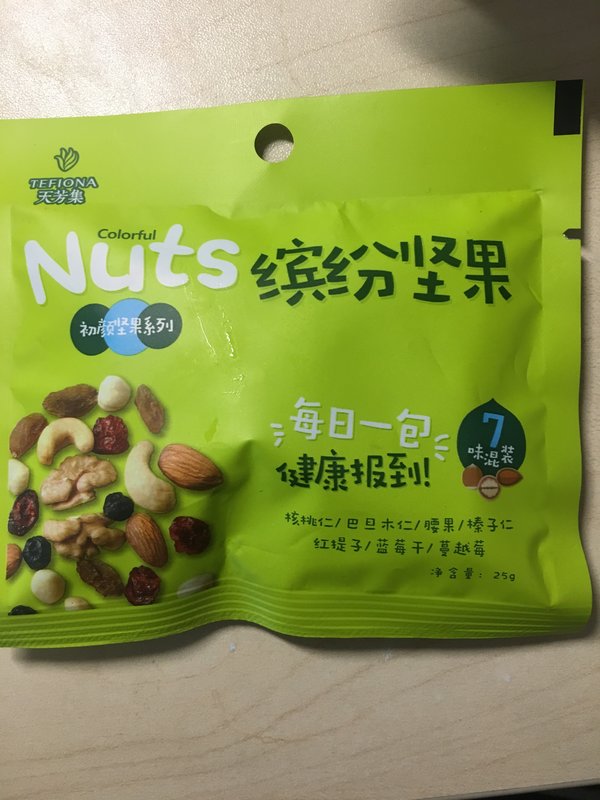 TEFIONA
天芳集
Colorful
Nuts 缤纷坚果
初颜坚果系列
每日一包
健康报到!
7
味混装
核桃仁/巴旦木仁/腰果/榛子仁
红提子/蓝莓干/蔓越莓
净含量: 25g